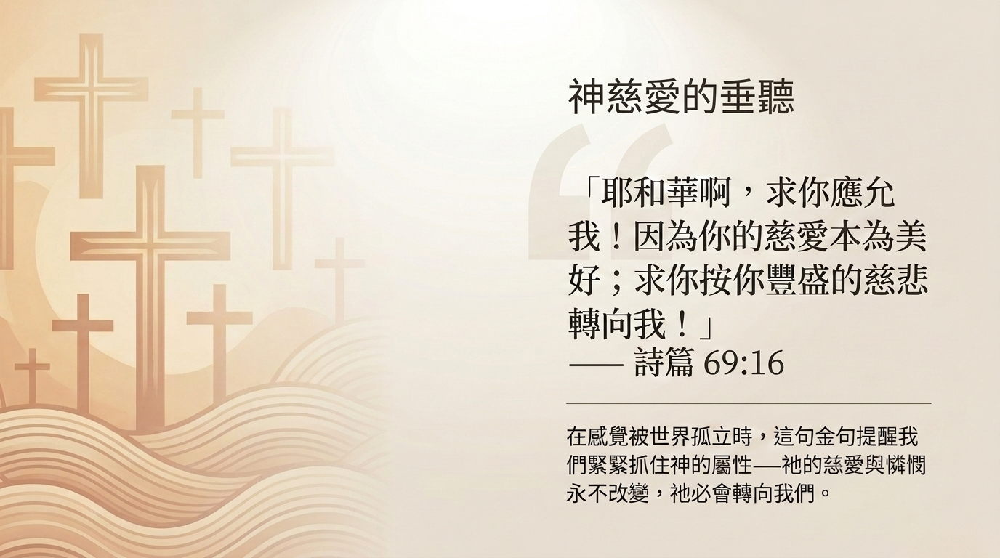 神慈愛的垂聽
「耶和華啊，求你應允
我！因為你的慈愛本為美
好；求你按你豐盛的慈悲
轉向我！」
—— 詩篇 69:16
在感覺被世界孤立時，這句金句提醒我
們緊緊抓住神的屬性——祂的慈愛與憐憫
永不改變，祂必會轉向我們。